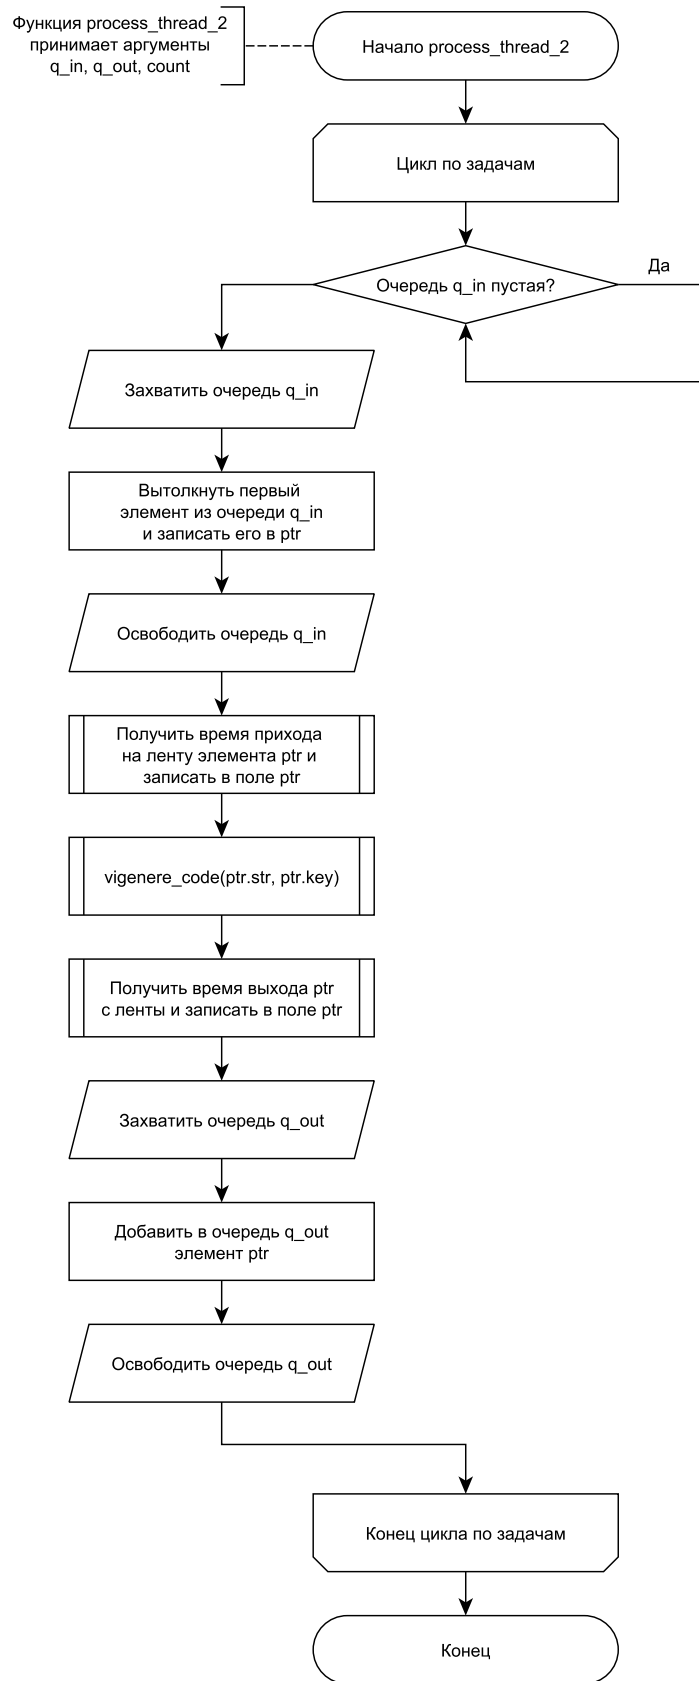 Функция process_thread_2
принимает аргументы
q_in, q_out, count
Начало process_thread_2
Цикл по задачам
Очередь q_in пустая?
Да
Захватить очередь q_in
Вытолкнуть первый
элемент из очереди q_in
и записать его в ptr
Освободить очередь q_in
Получить время прихода
на ленту элемента ptr и
записать в поле ptr
vigenere_code(ptr.str, ptr.key)
Получить время выхода ptr
с ленты и записать в поле ptr
Захватить очередь q_out
Добавить в очередь q_out
элемент ptr
Освободить очередь q_out
Конец цикла по задачам
Конец